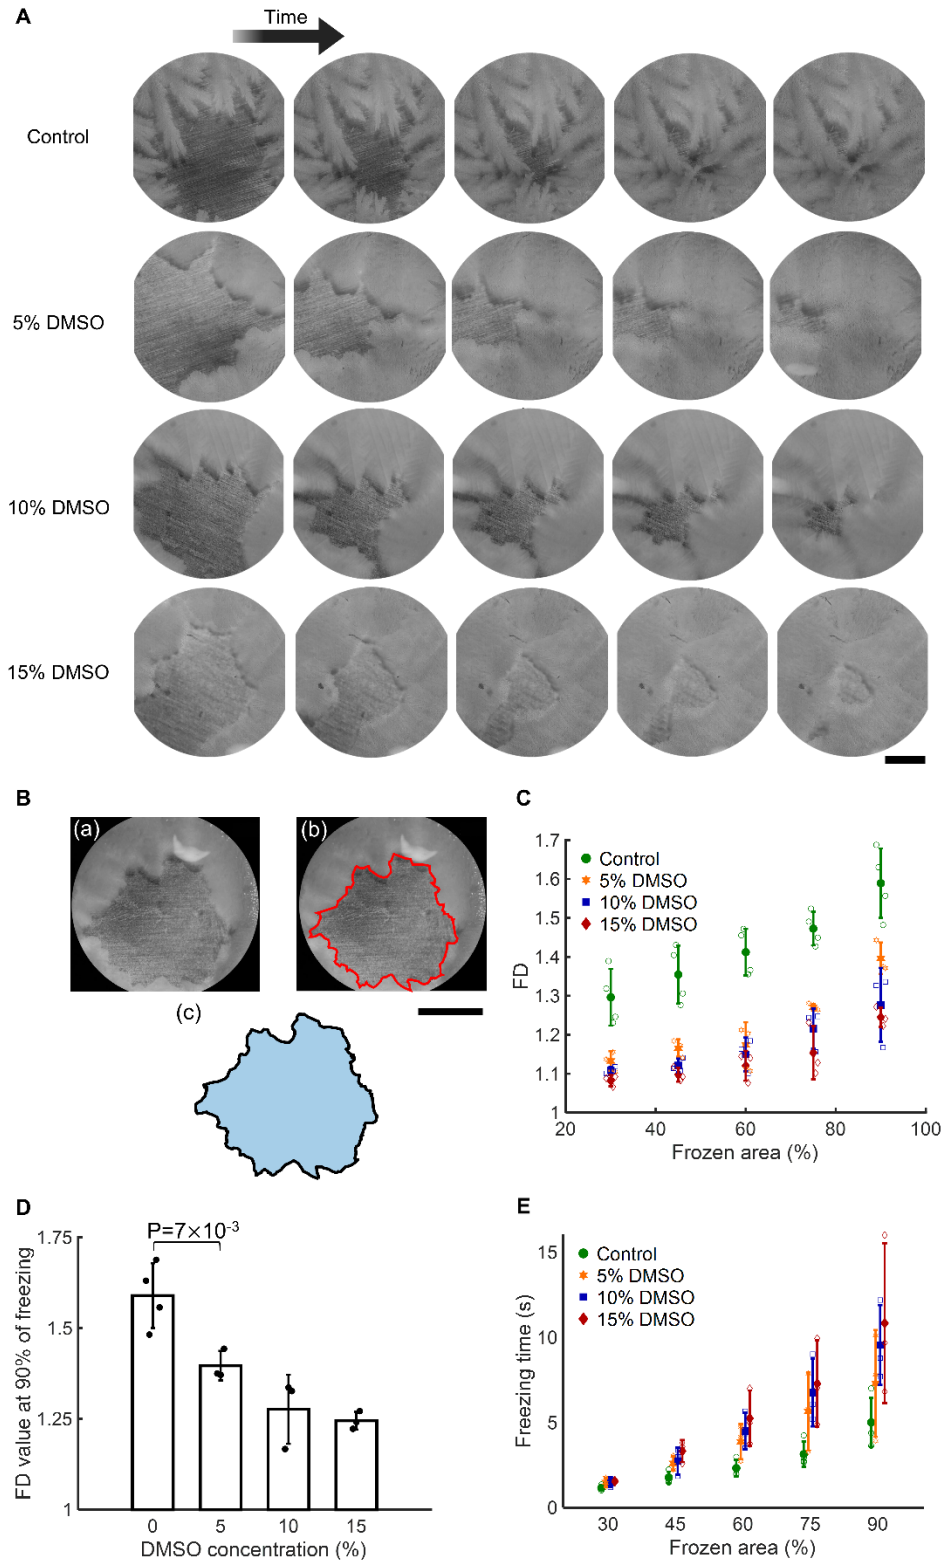 A
Time
Control
5% DMSO
10% DMSO
15% DMSO
B
(a)
(b)
(c)
C
FD
1.7
1.6
1.5
1.4
1.3
1.2
1.1
1
Control
5% DMSO
10% DMSO
15% DMSO
20 40 60 80 100
Frozen area (%)
D
FD value at 90% of freezing
1.75
1.5
1.25
1
P=7×10⁻³
0 5 10 15
DMSO concentration (%)
E
Freezing time (s)
15
10
5
0
Control
5% DMSO
10% DMSO
15% DMSO
30 45 60 75 90
Frozen area (%)